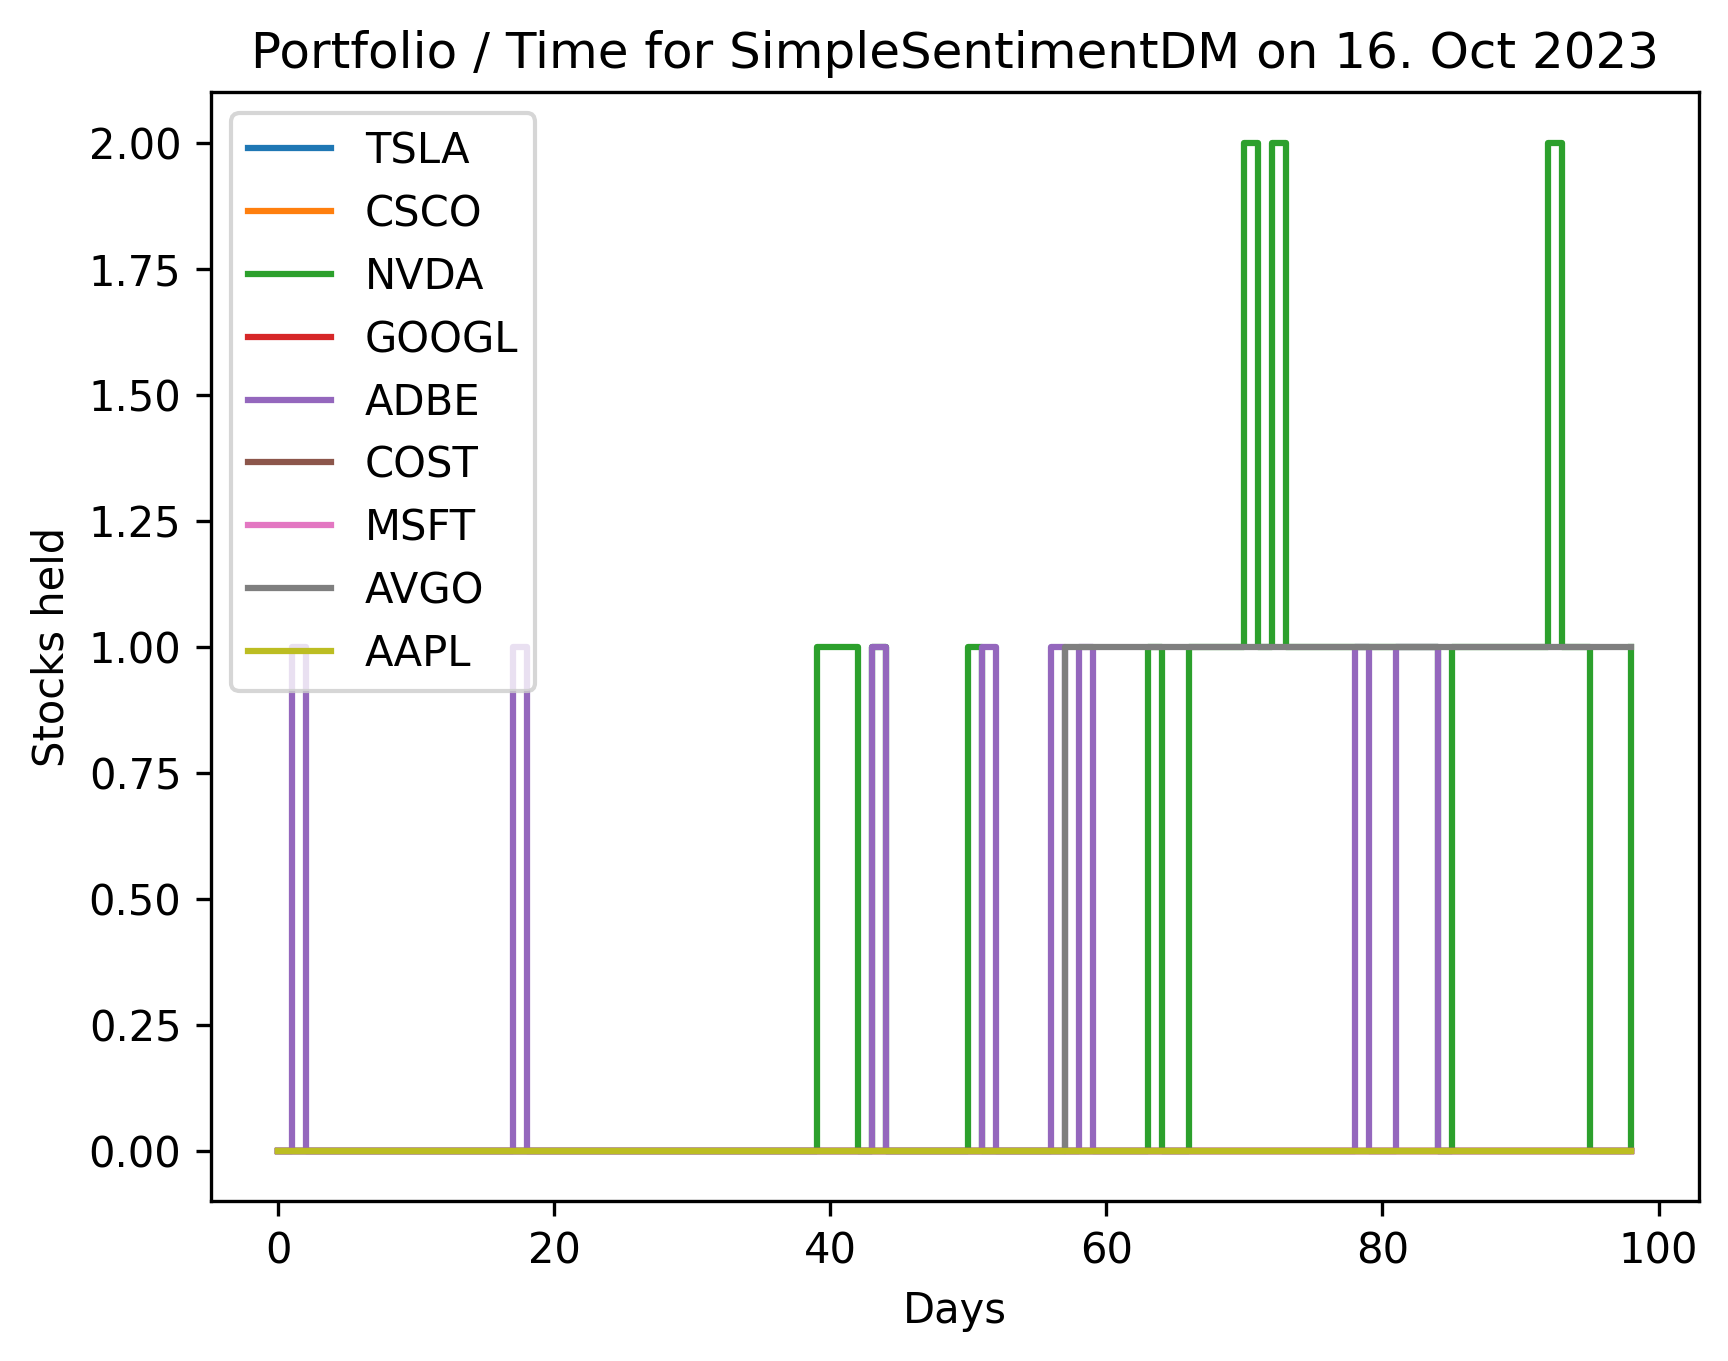 Portfolio / Time for SimpleSentimentDM on 16. Oct 2023
TSLA
CSCO
NVDA
GOOGL
ADBE
COST
MSFT
AVGO
AAPL
2.00
1.75
1.50
1.25
1.00
0.75
0.50
0.25
0.00
Stocks held
0 20 40 60 80 100
Days